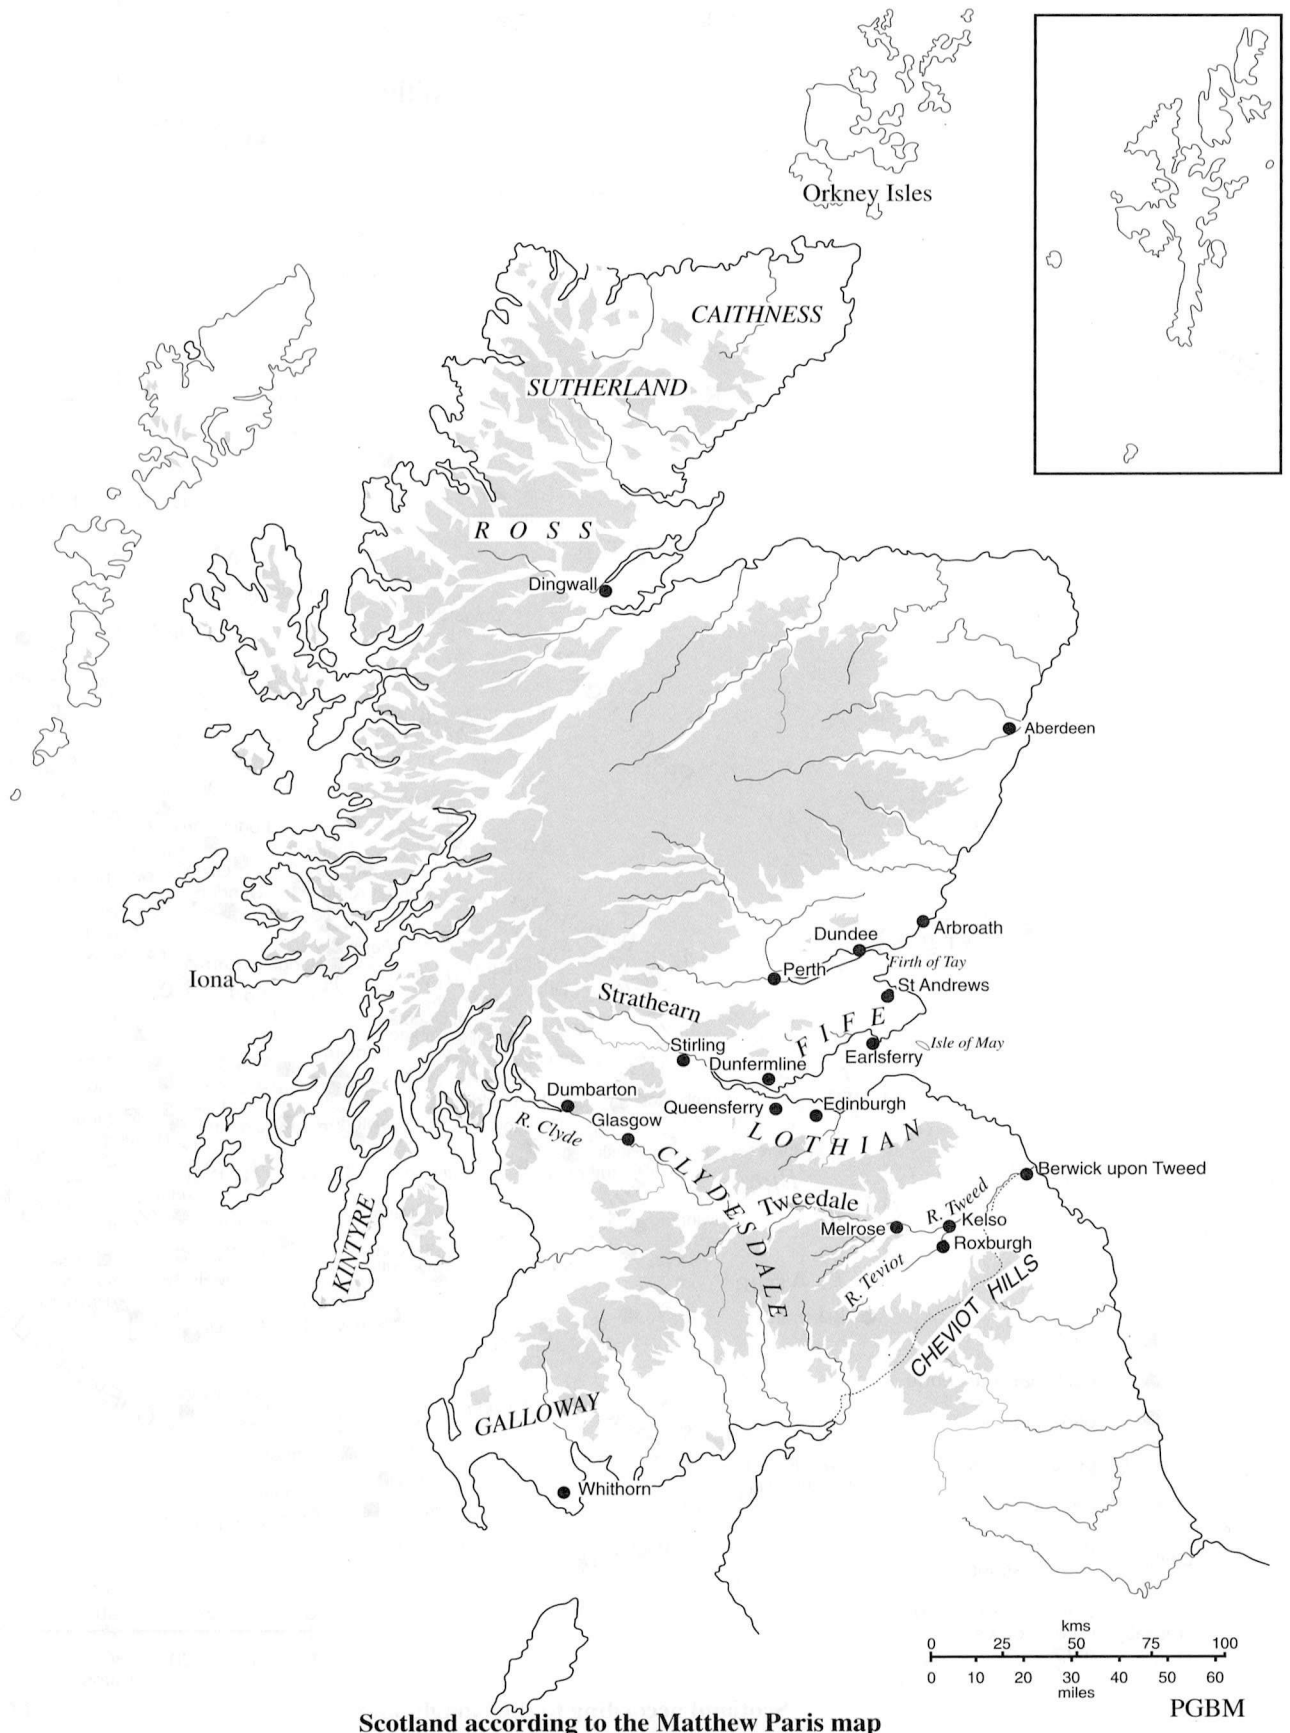 Orkney Isles
CAITHNESS
SUTHERLAND
ROSS
Dingwall
Aberdeen
Arbroath
Dundee
Firth of Tay
Perth
Iona
St Andrews
Strathearn
FIFE
Isle of May
Stirling
Earlsferry
Dunfermline
Dumbarton
Queensferry
Edinburgh
R. Clyde
Glasgow
LOTHIAN
CLYDESDALE
Berwick upon Tweed
Tweedale
R. Tweed
Melrose
Kelso
Roxburgh
KINTYRE
R. Teviot
CHEVIOT HILLS
GALLOWAY
Whithorn
kms
0 25 50 75 100
0 10 20 30 40 50 60
miles
PGBM
Scotland according to the Matthew Paris map